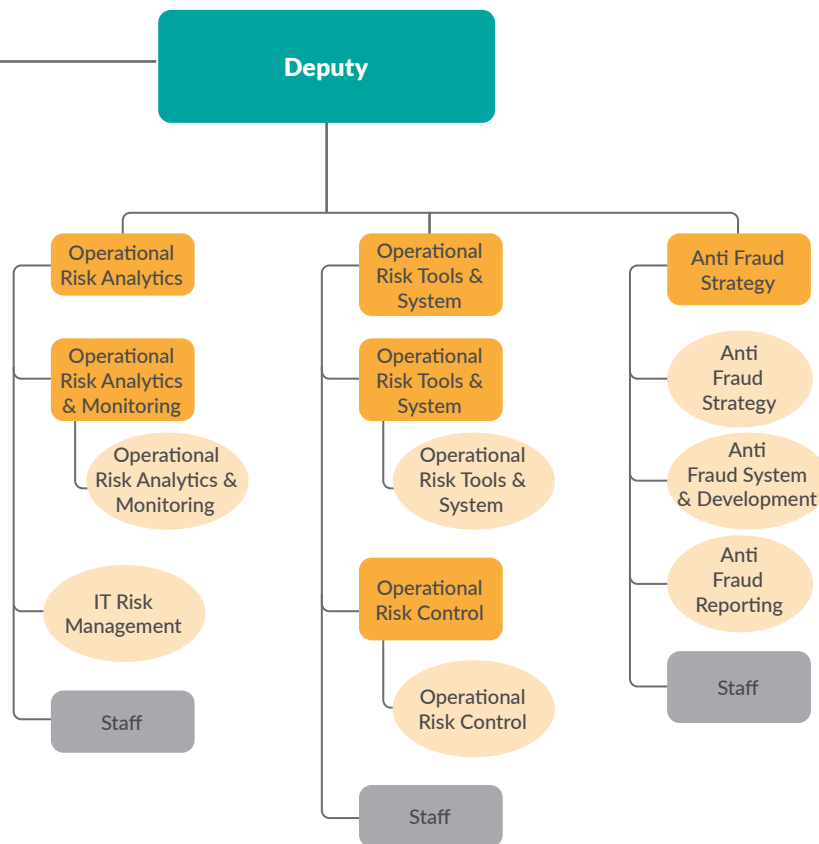 Deputy
Operational
Risk Analytics
Operational
Risk Analytics
& Monitoring
Operational
Risk Analytics &
Monitoring
IT Risk
Management
Staff
Operational
Risk Tools &
System
Operational
Risk Tools &
System
Operational
Risk Tools &
System
Operational
Risk Control
Operational
Risk Control
Staff
Anti Fraud
Strategy
Anti
Fraud
Strategy
Anti
Fraud System
& Development
Anti
Fraud
Reporting
Staff